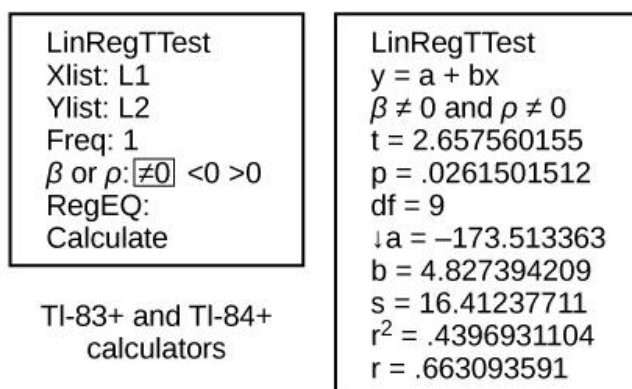 LinRegTTest
Xlist: L1
Ylist: L2
Freq: 1
β or ρ: ≠0 <0 >0
RegEQ:
Calculate
TI-83+ and TI-84+
calculators
LinRegTTest
y = a + bx
β ≠ 0 and ρ ≠ 0
t = 2.657560155
p = .0261501512
df = 9
↓a = –173.513363
b = 4.827394209
s = 16.41237711
r² = .4396931104
r = .663093591